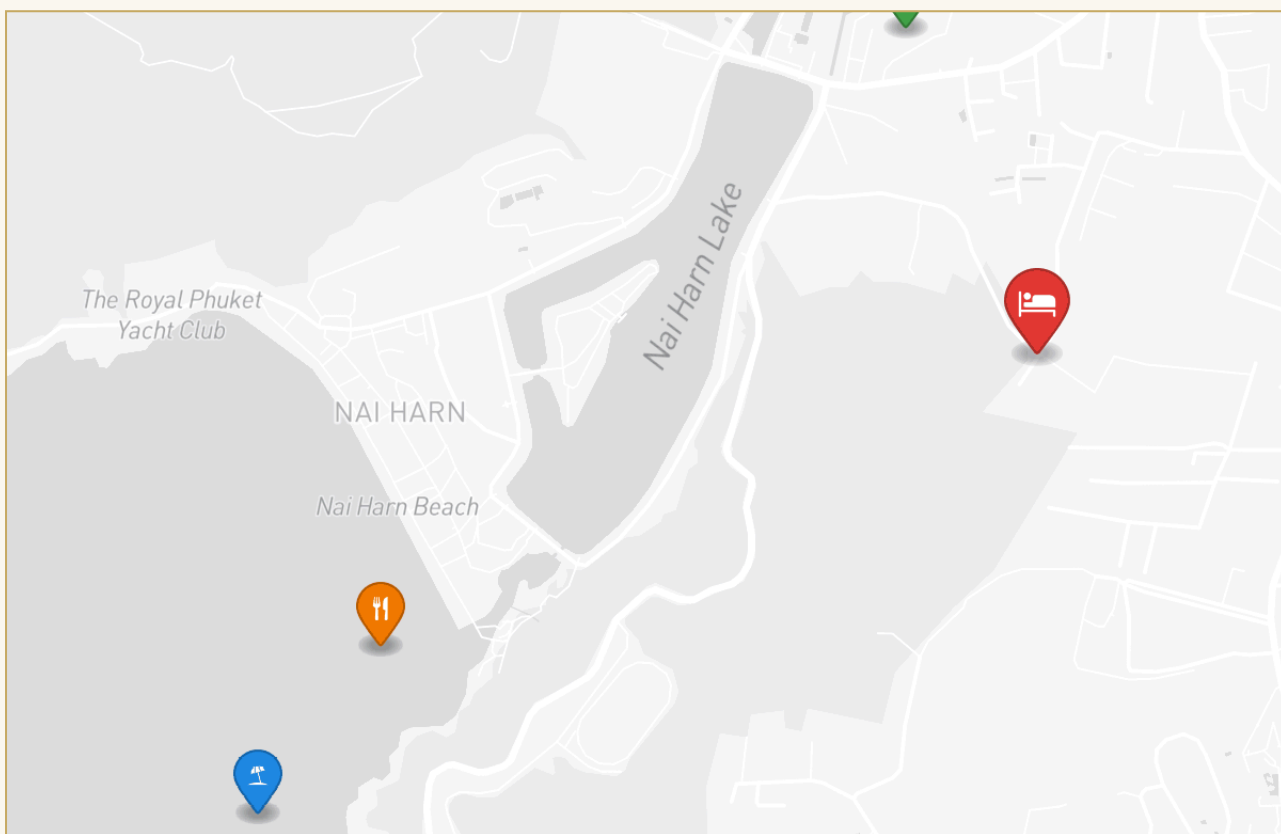 Nai Harn Lake
The Royal Phuket
Yacht Club
NAI HARN
Nai Harn Beach